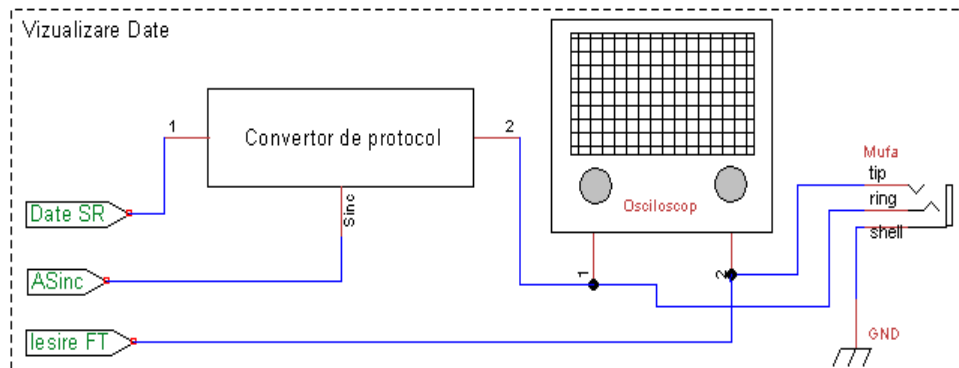 Vizualizare Date
1
Convertor de protocol
2
Sinc
Date SR
ASinc
Iesire FT
Osciloscop
1
2
Mufa
tip
ring
shell
GND